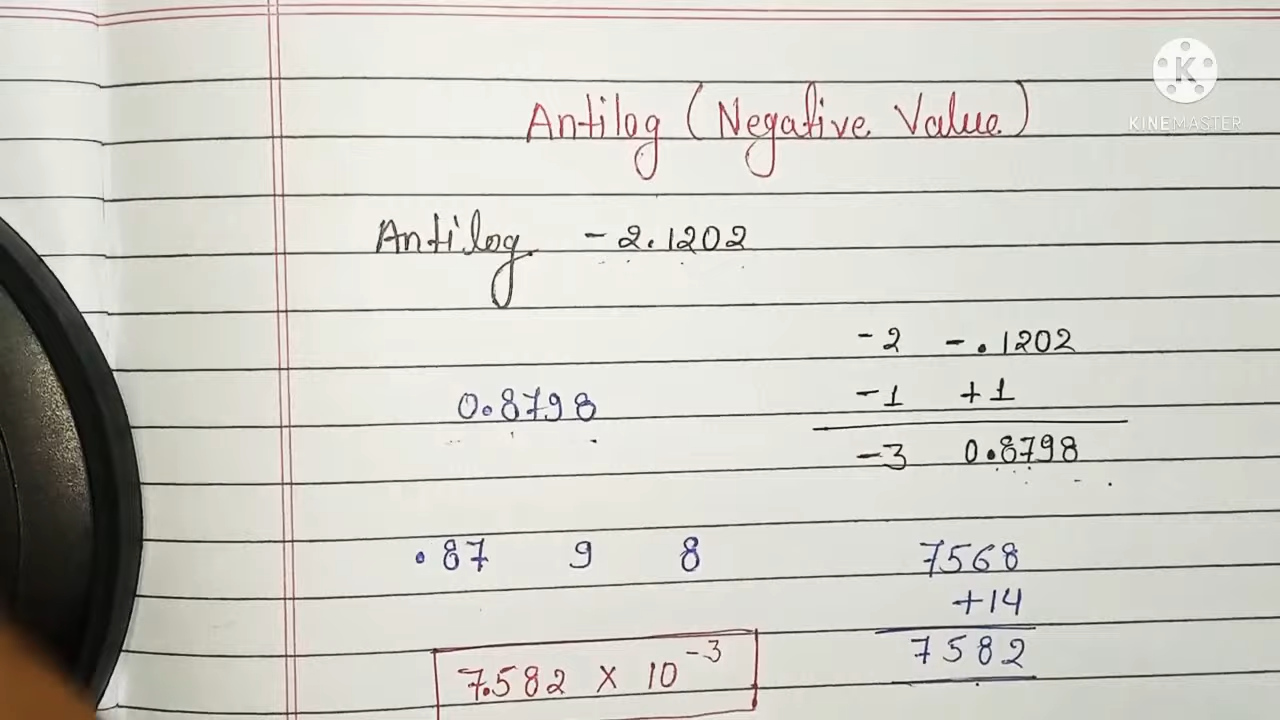 K
KINEMASTER
Antilog (Negative Value)
Antilog -2.1202
-2 -.1202
-1 +1
0.8798
-3 0.8798
.87 9 8
7568
+14
7582
7.582 × 10⁻³